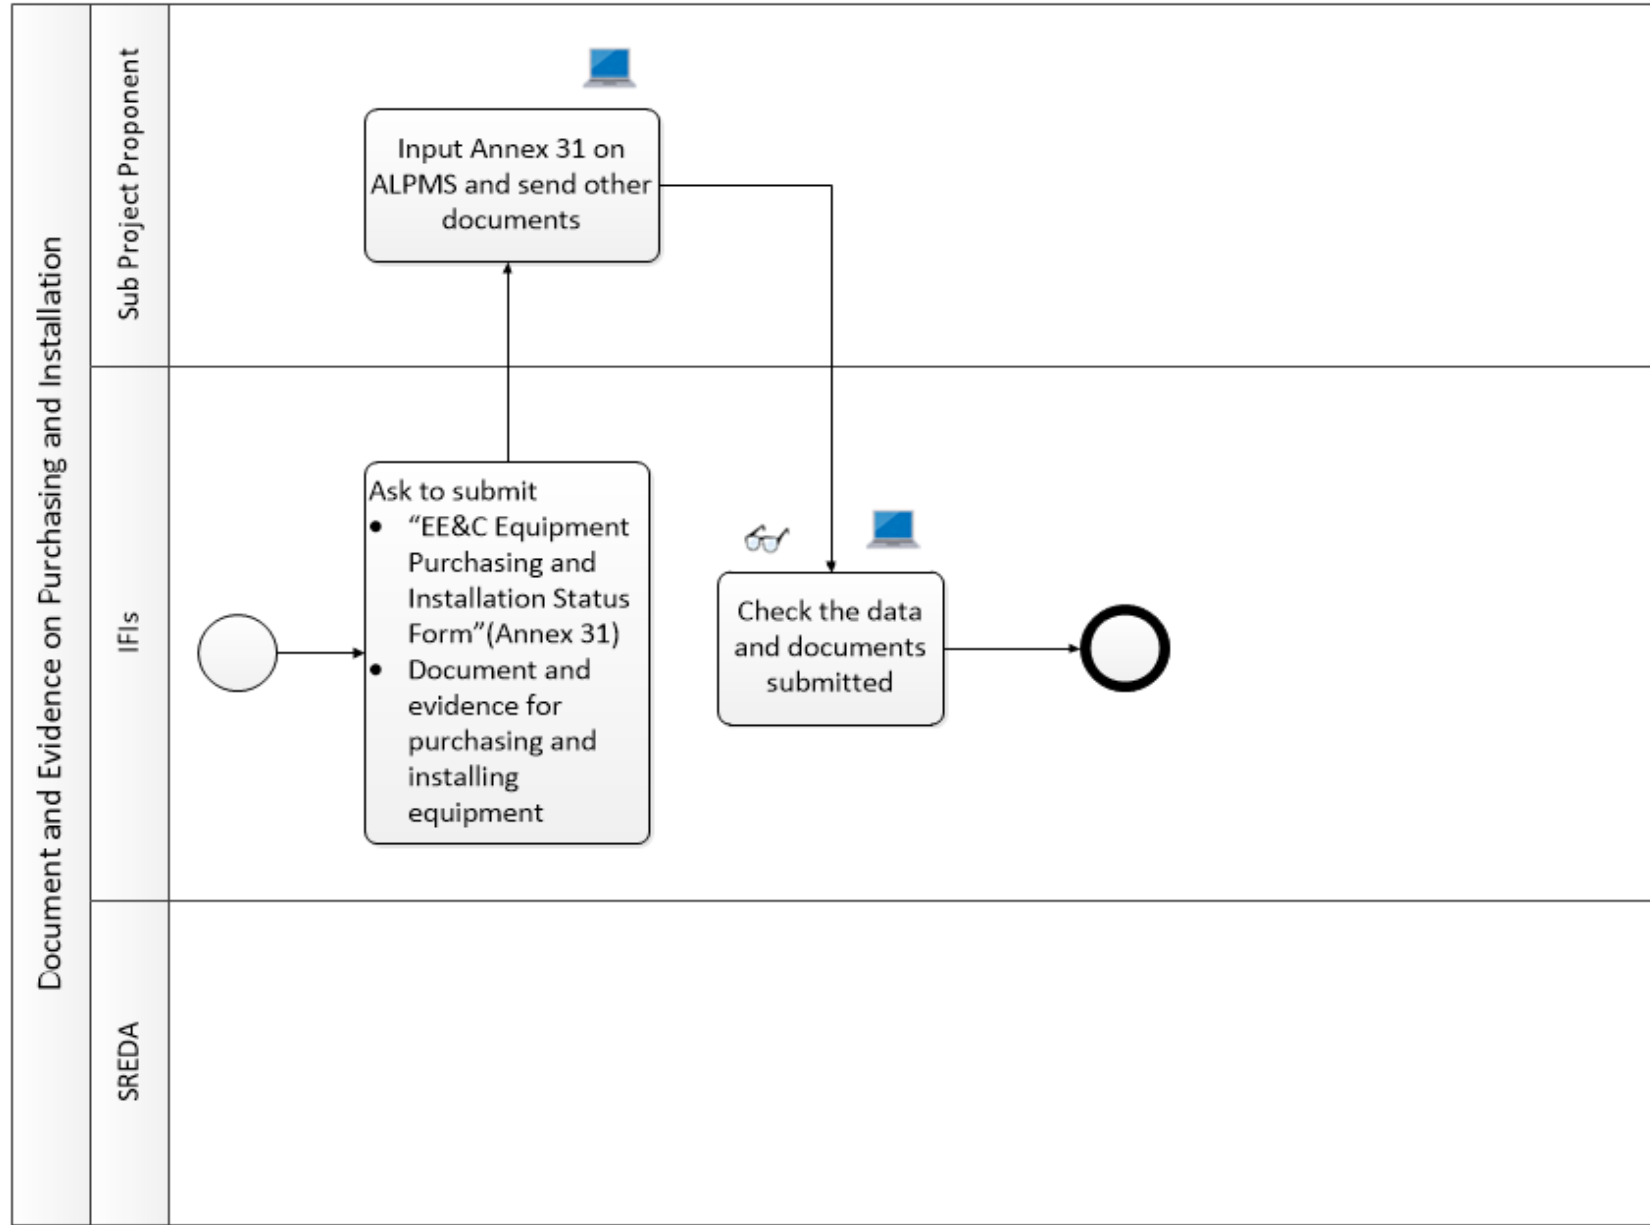 Document and Evidence on Purchasing and Installation
Sub Project Proponent
Input Annex 31 on
ALPMS and send other
documents
IFIs
Ask to submit
• “EE&C Equipment
Purchasing and
Installation Status
Form”(Annex 31)
• Document and
evidence for
purchasing and
installing
equipment
Check the data
and documents
submitted
SREDA